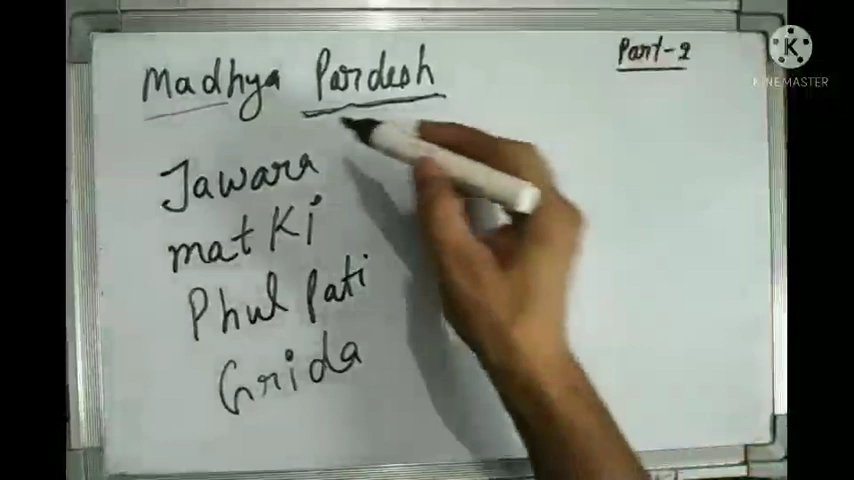 Madhya Pardesh
Part-2
K
KINEMASTER
Jawara
matki
Phul Pati
Grida